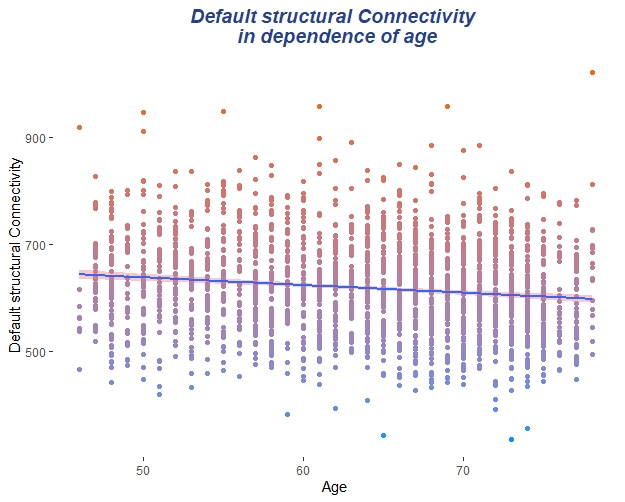 Default structural Connectivity
in dependence of age
Default structural Connectivity
900
700
500
50
60
70
Age